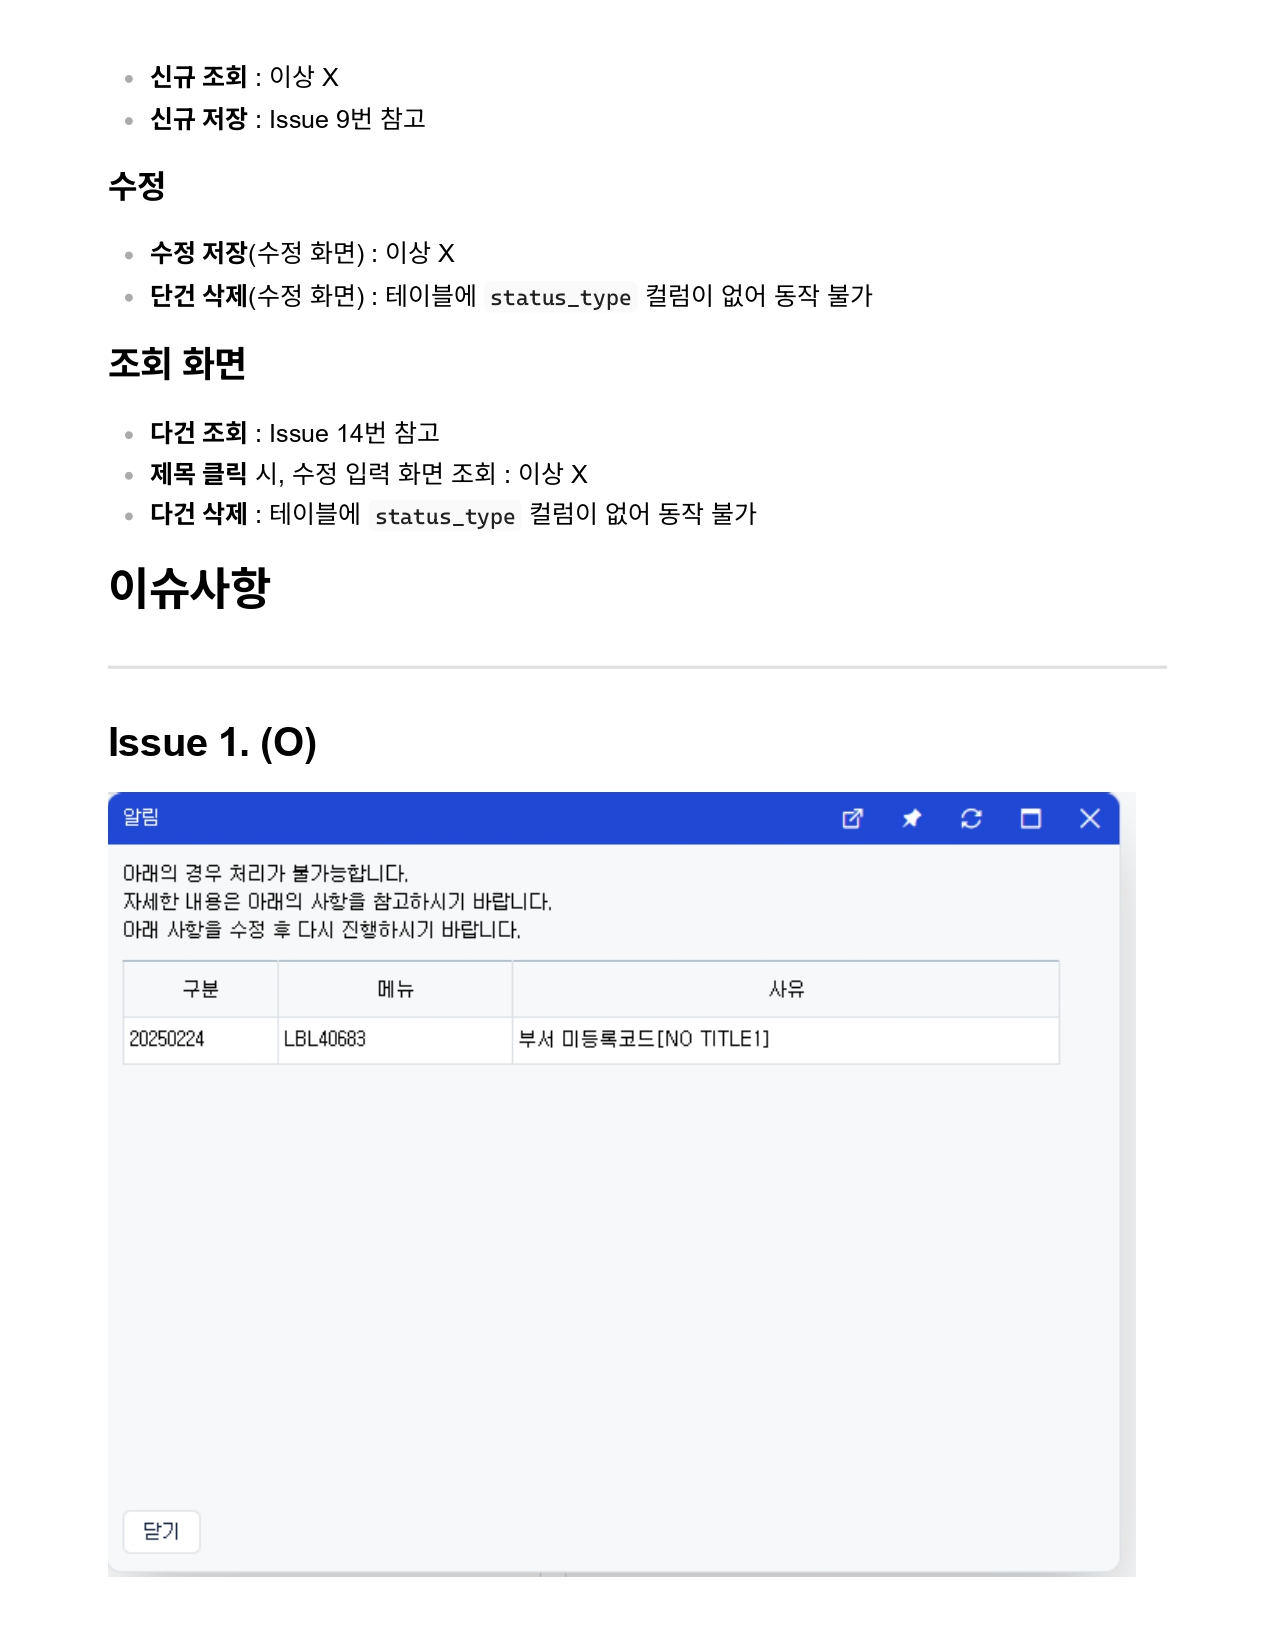 신규 조회 : 이상 X
신규 저장 : Issue 9번 참고
수정
수정 저장(수정 화면) : 이상 X
단건 삭제(수정 화면) : 테이블에 status_type 컬럼이 없어 동작 불가
조회 화면
다건 조회 : Issue 14번 참고
제목 클릭 시, 수정 입력 화면 조회 : 이상 X
다건 삭제 : 테이블에 status_type 컬럼이 없어 동작 불가
이슈사항
Issue 1. (O)
알림
아래의 경우 처리가 불가능합니다.
자세한 내용은 아래의 사항을 참고하시기 바랍니다.
아래 사항을 수정 후 다시 진행하시기 바랍니다.
구분 메뉴 사유
20250224 LBL40683 부서 미등록코드[NO TITLE1]
닫기